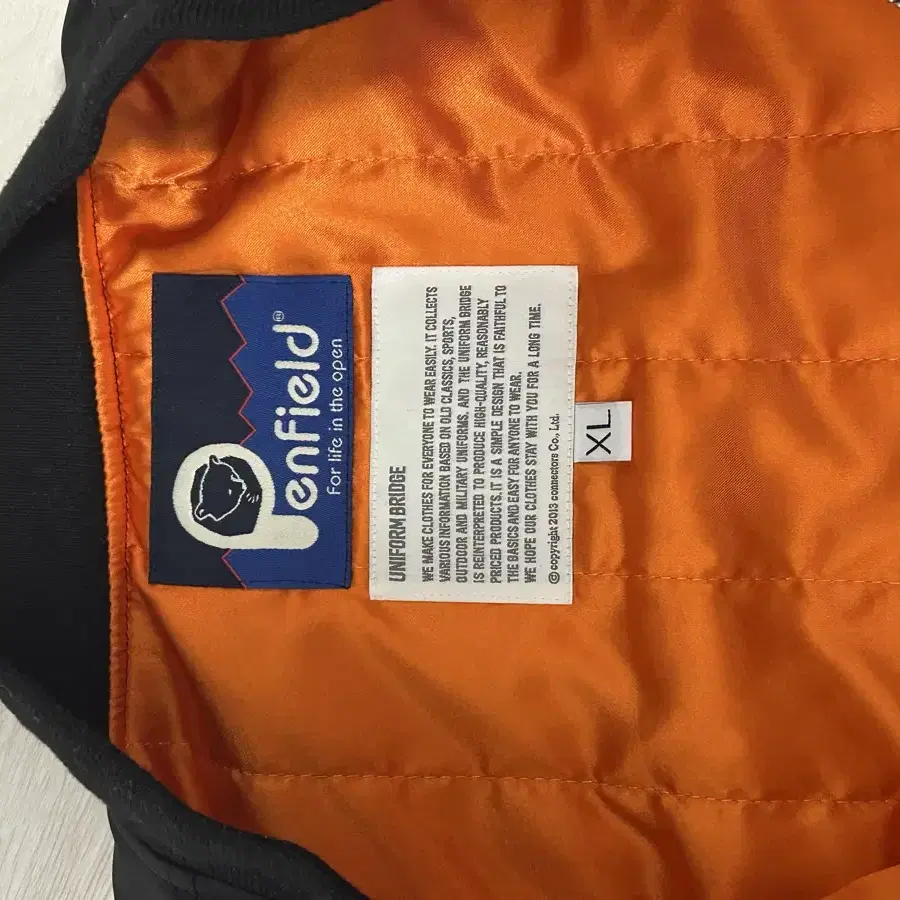 Penfield®
For life in the open
UNIFORM BRIDGE
WE MAKE CLOTHES FOR EVERYONE TO WEAR EASILY. IT COLLECTS
VARIOUS INFORMATION BASED ON OLD CLASSICS, SPORTS,
OUTDOOR AND MILITARY UNIFORMS. AND THE UNIFORM BRIDGE
IS REINTERPRETED TO PRODUCE HIGH-QUALITY, REASONABLY
PRICED PRODUCTS.IT IS A SIMPLE DESIGN THAT IS FAITHFUL TO
THE BASICS AND EASY FOR ANYONE TO WEAR.
WE HOPE OUR CLOTHES STAY WITH YOU FOR A LONG TIME.
© copyright 2013 connectors Co., Ltd.
XL